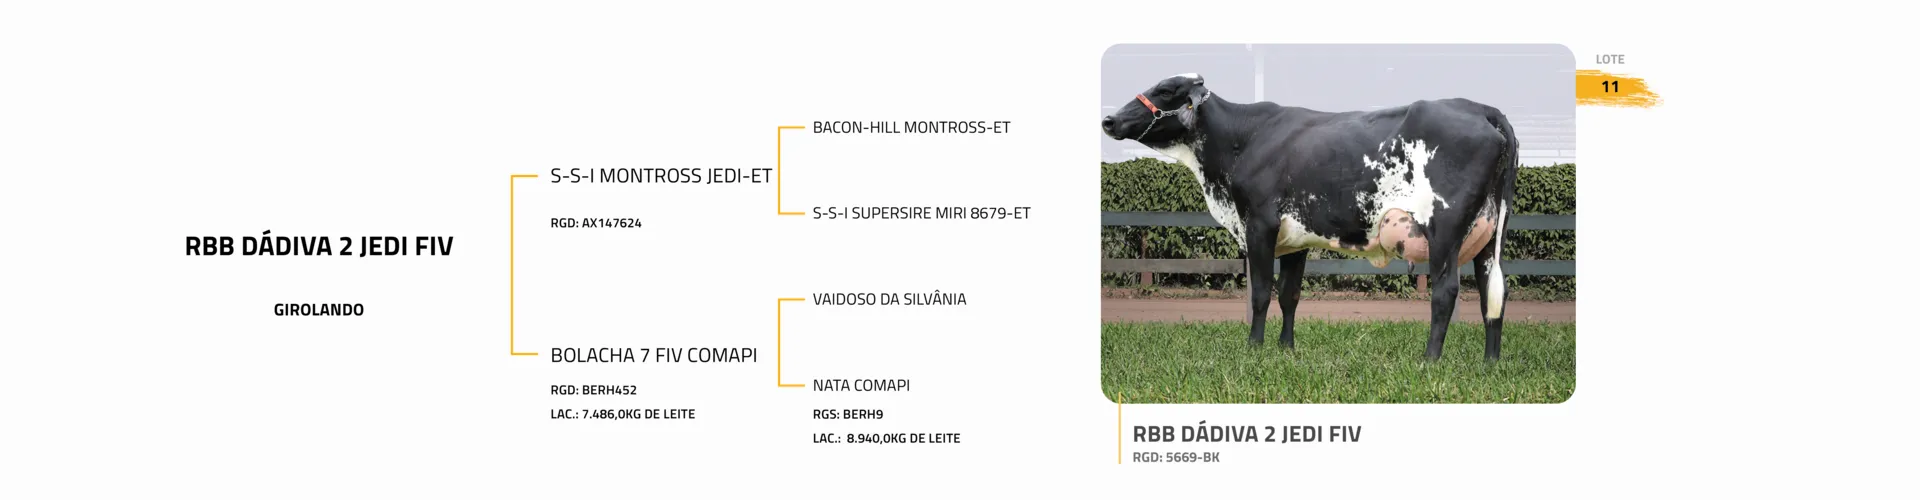 RBB DÁDIVA 2 JEDI FIV
GIROLANDO
S-S-I MONTROSS JEDI-ET
RGD: AX147624
BOLACHA 7 FIV COMAPI
RGD: BERH452
LAC.: 7.486,0KG DE LEITE
BACON-HILL MONTROSS-ET
S-S-I SUPERSIRE MIRI 8679-ET
VAIDOSO DA SILVÂNIA
NATA COMAPI
RGS: BERH9
LAC.: 8.940,0KG DE LEITE
LOTE
11
RBB DÁDIVA 2 JEDI FIV
RGD: 5669-BK